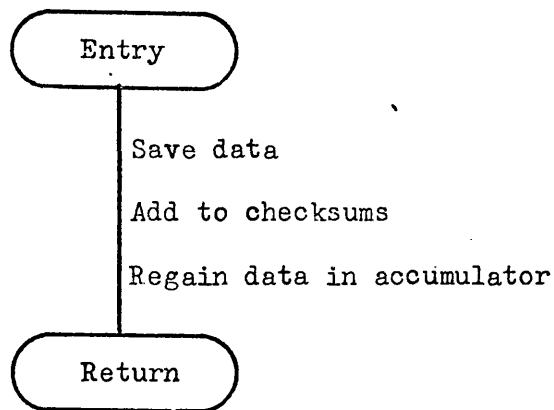 Entry
Save data
Add to checksums
Regain data in accumulator
Return